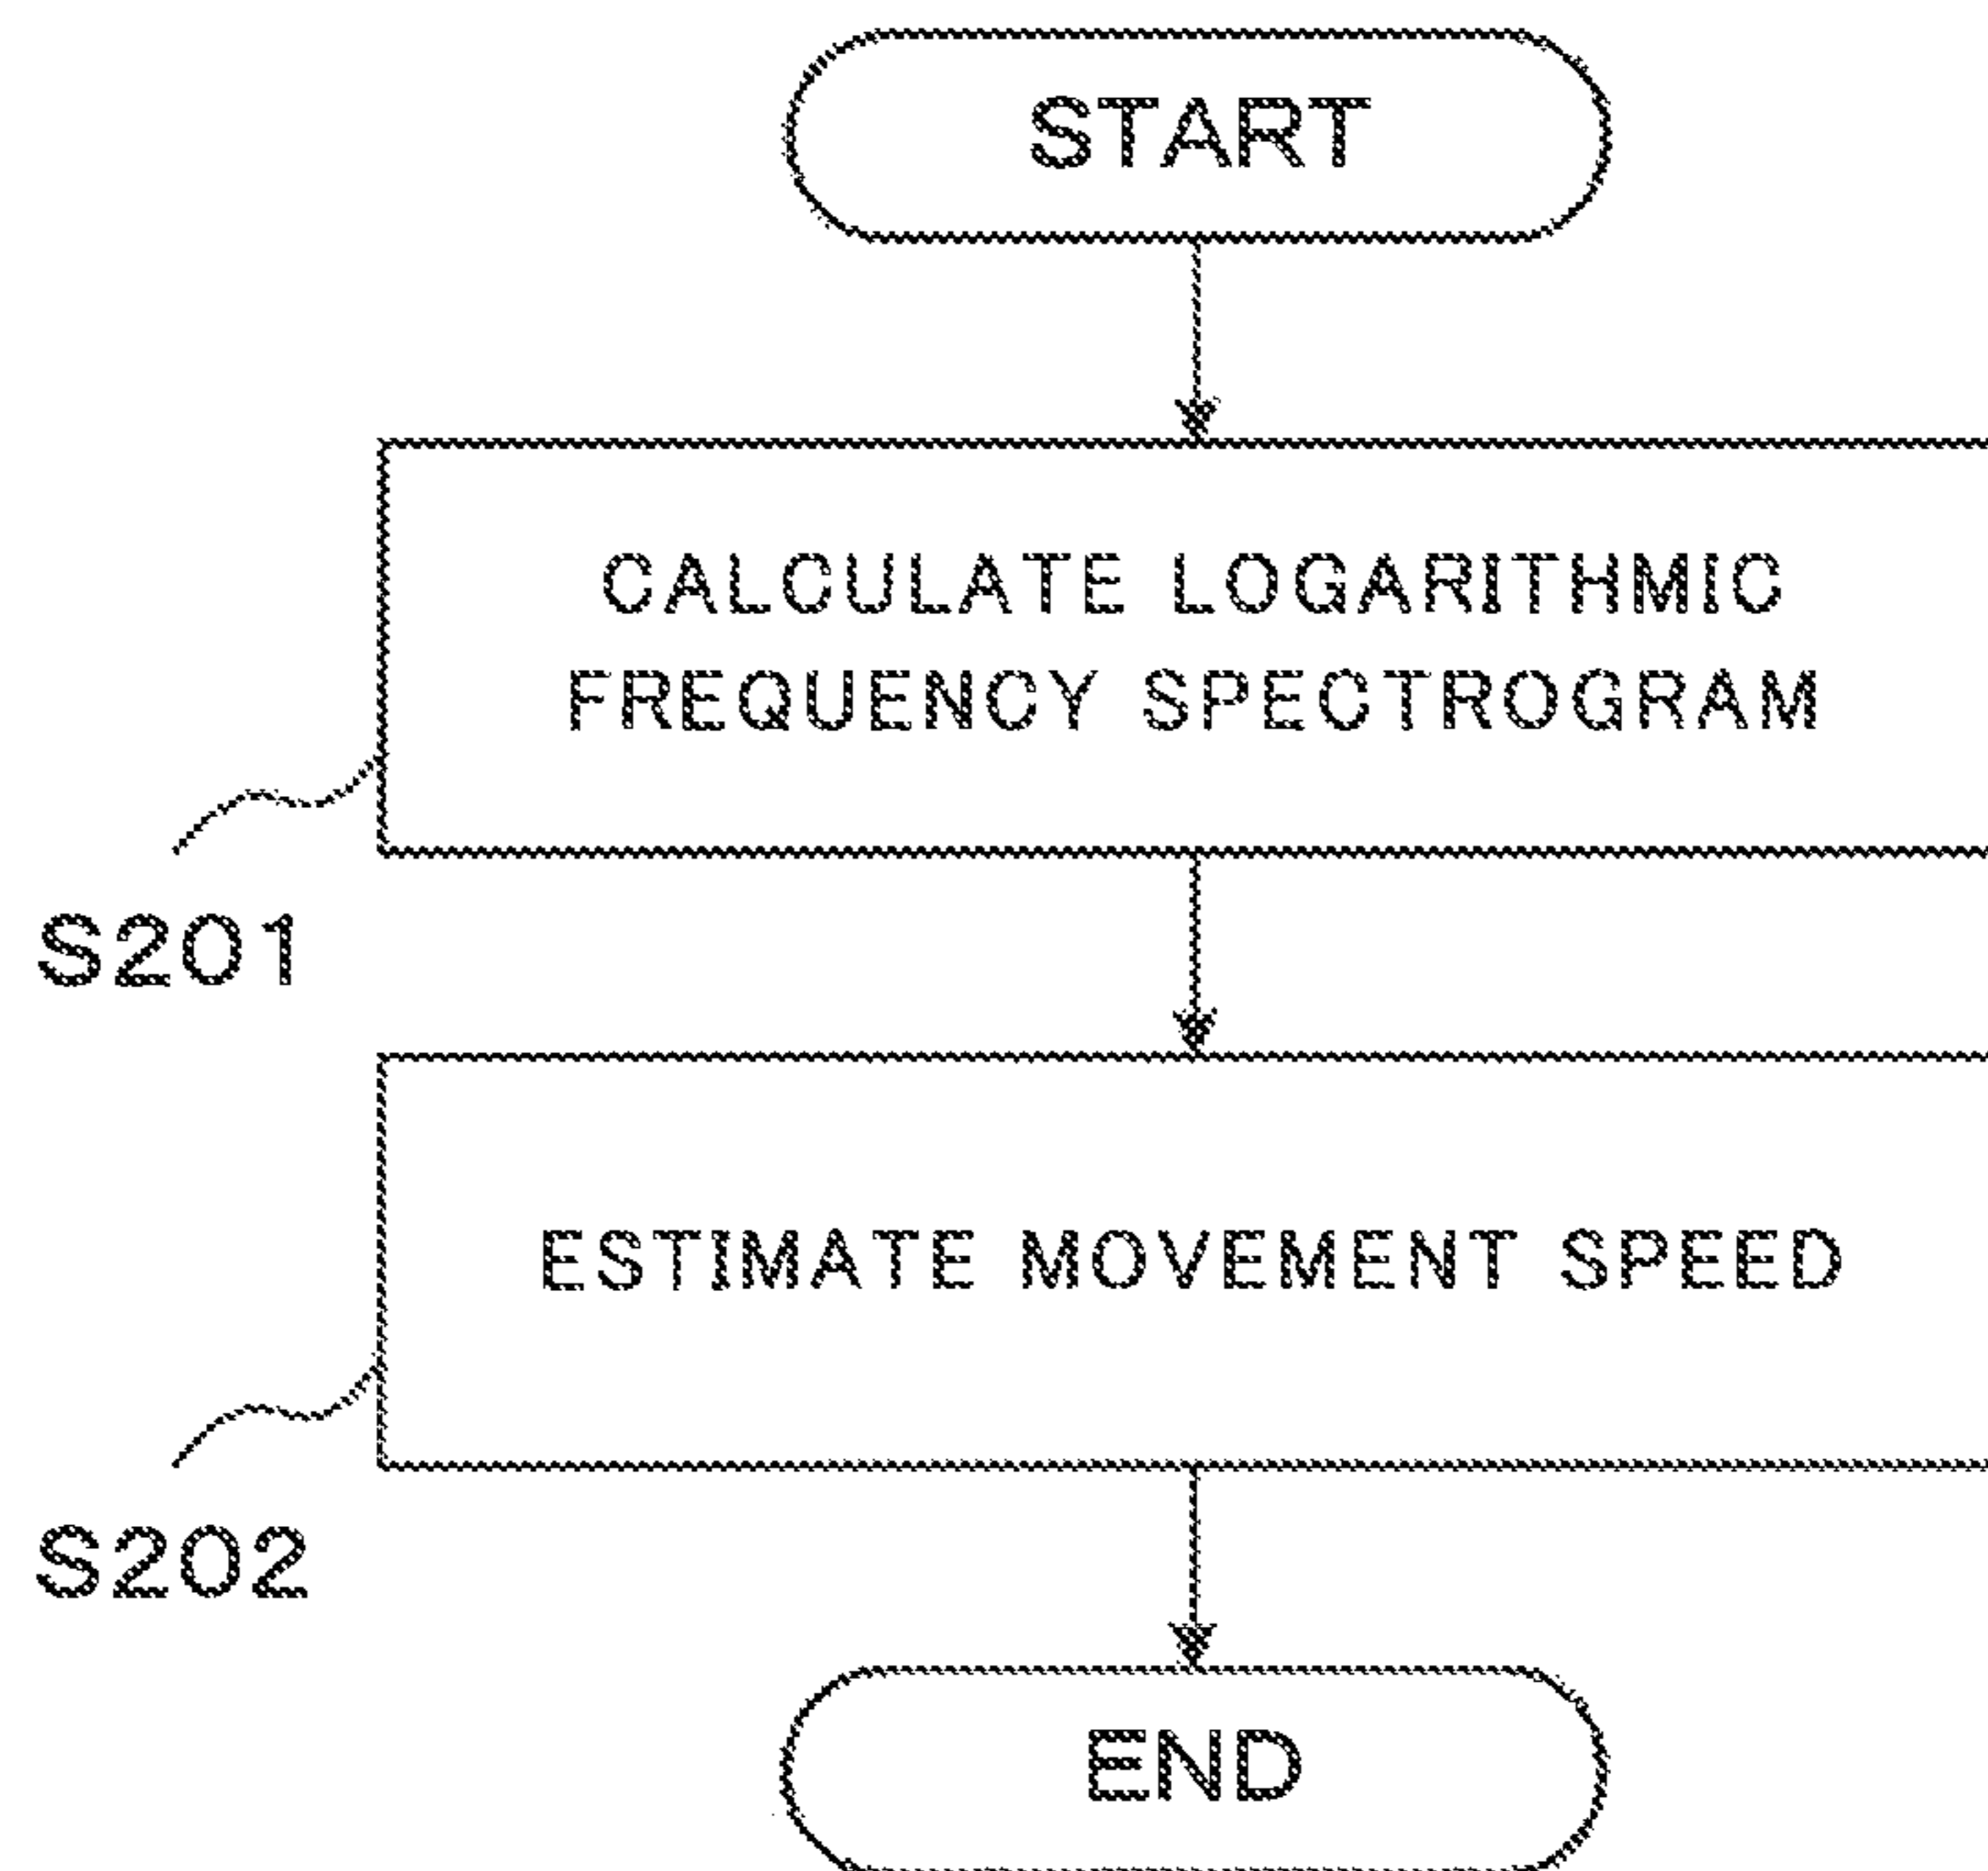 START
CALCULATE LOGARITHMIC
FREQUENCY SPECTROGRAM
S201
ESTIMATE MOVEMENT SPEED
S202
END